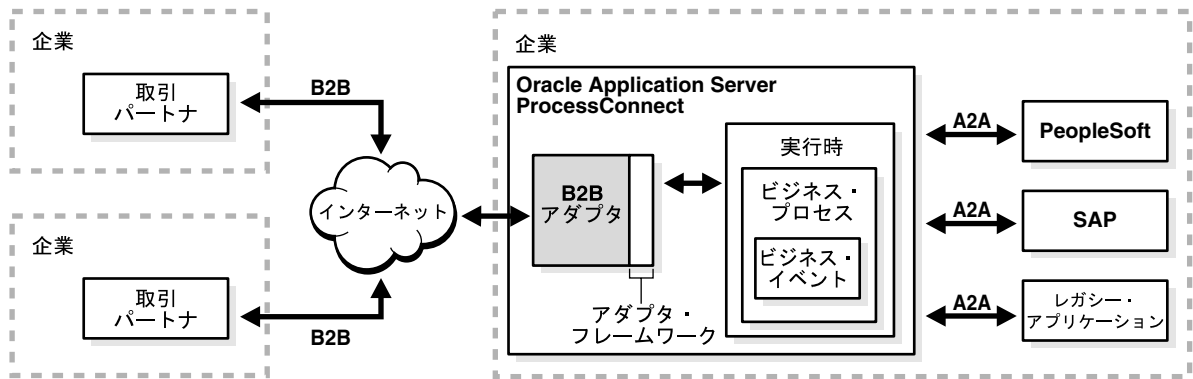 企業
取引
パートナ
B2B
企業
取引
パートナ
B2B
インターネット
企業
Oracle Application Server
ProcessConnect
B2B
アダプタ
アダプタ・
フレームワーク
実行時
ビジネス・
プロセス
ビジネス・
イベント
A2A
PeopleSoft
A2A
SAP
A2A
レガシー・
アプリケーション